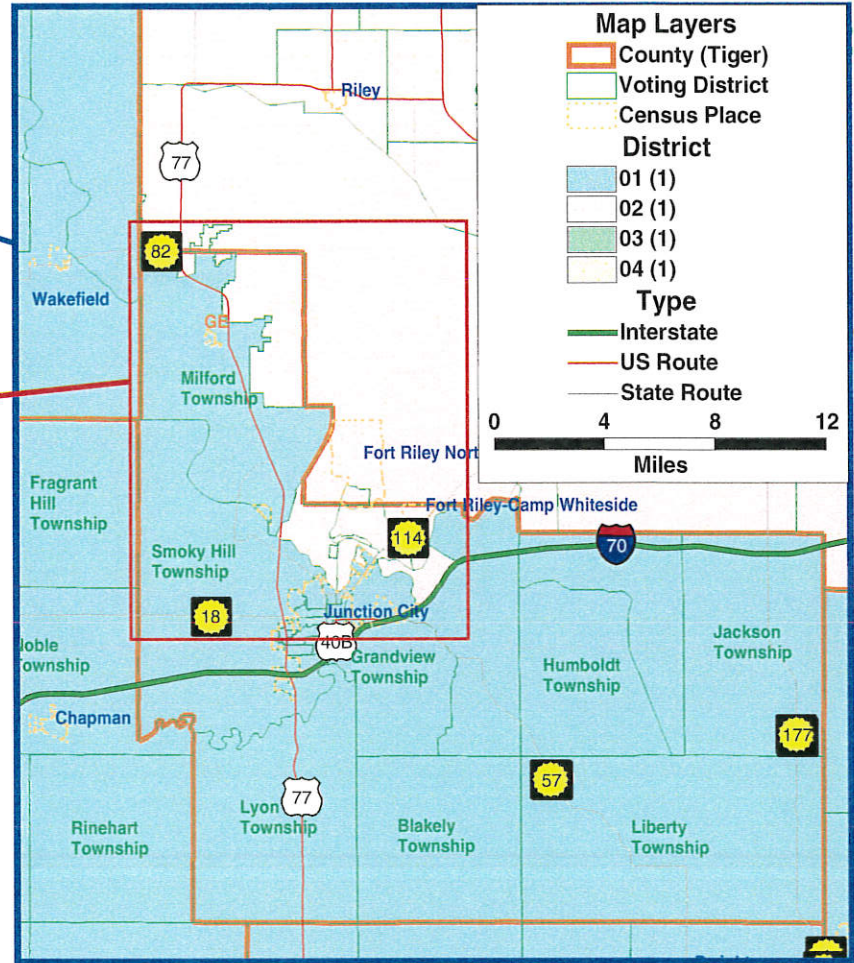 Map Layers
County (Tiger)
Voting District
Census Place
District
01 (1)
02 (1)
03 (1)
04 (1)
Type
Interstate
US Route
State Route
0 4 8 12
Miles
Riley
77
82
Wakefield
GE
Milford
Township
Fort Riley Nort
Fragrant
Hill
Township
Fort Riley-Camp Whiteside
114
70
Smoky Hill
Township
18
Junction City
40B
Noble
Township
Grandview
Township
Humboldt
Township
Jackson
Township
Chapman
177
57
77
Lyon
Township
Rinehart
Township
Blakely
Township
Liberty
Township